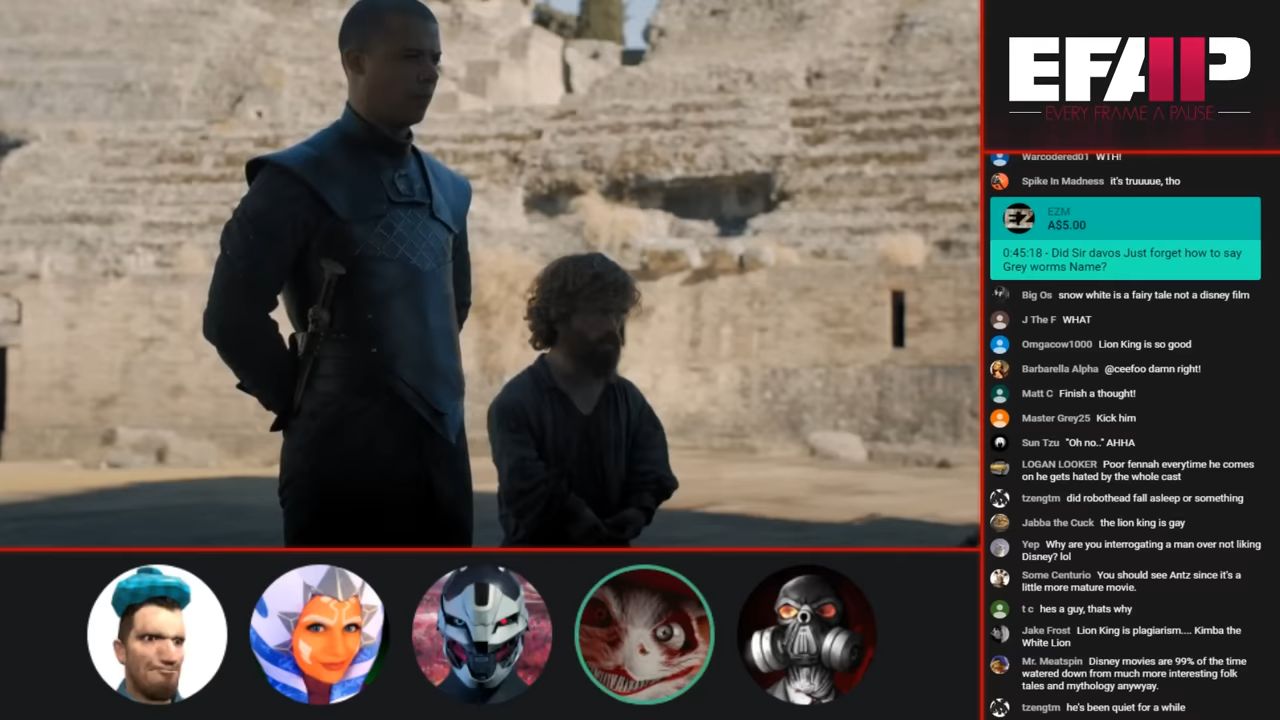 EFAP
EVERY FRAME A PAUSE
Warcodered01 WTH!
Spike In Madness it's truuuue, tho
EZ
EZM
A$5.00
0:45:18 - Did Sir davos Just forget how to say
Grey worms Name?
Big Os snow white is a fairy tale not a disney film
J The F WHAT
Omgacow1000 Lion King is so good
Barbarella Alpha @ceefoo damn right!
Matt C Finish a thought!
Master Grey25 Kick him
Sun Tzu "Oh no.." AHHA
LOGAN LOOKER Poor fennah everytime he comes
on he gets hated by the whole cast
tzengtm did robothead fall asleep or something
Jabba the Cuck the lion king is gay
Yep Why are you interrogating a man over not liking
Disney? lol
Some Centurio You should see Antz since it's a
little more mature movie.
t c hes a guy, thats why
Jake Frost Lion King is plagiarism.... Kimba the
White Lion
Mr. Meatspin Disney movies are 99% of the time
watered down from much more interesting folk
tales and mythology anywyay.
tzengtm he's been quiet for a while